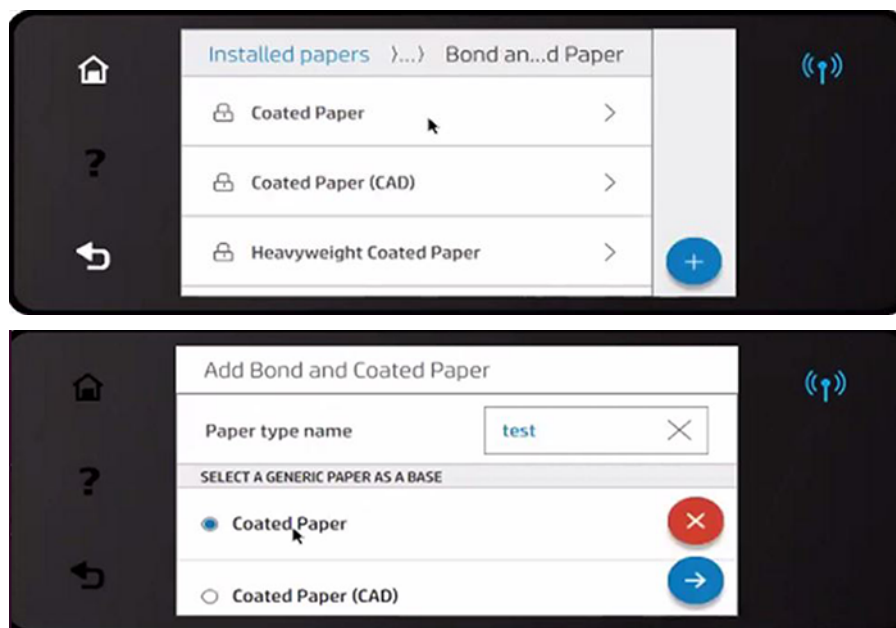 Installed papers 〉...〉 Bond an...d Paper
Coated Paper
Coated Paper (CAD)
Heavyweight Coated Paper
Add Bond and Coated Paper
Paper type name test
SELECT A GENERIC PAPER AS A BASE
Coated Paper
Coated Paper (CAD)